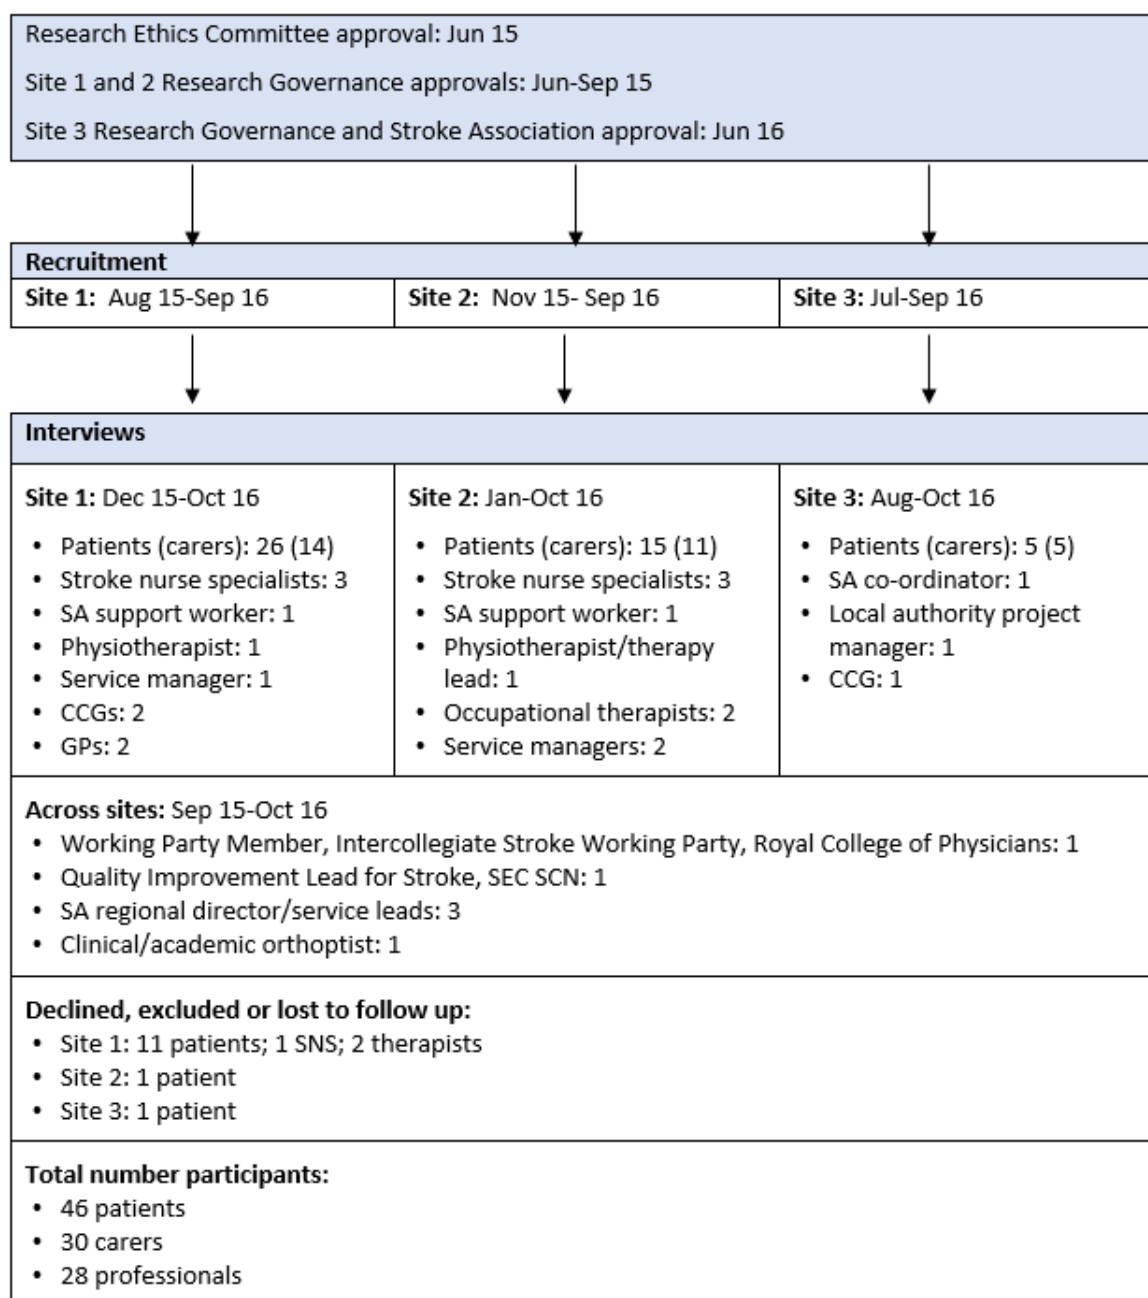 Research Ethics Committee approval: Jun 15
Site 1 and 2 Research Governance approvals: Jun-Sep 15
Site 3 Research Governance and Stroke Association approval: Jun 16
Recruitment
Site 1:  Aug 15-Sep 16
Site 2:  Nov 15- Sep 16
Site 3: Jul-Sep 16
Interviews
Site 1: Dec 15-Oct 16
• Patients (carers): 26 (14)
• Stroke nurse specialists: 3
• SA support worker: 1
• Physiotherapist: 1
• Service manager: 1
• CCGs: 2
• GPs: 2
Site 2: Jan-Oct 16
• Patients (carers): 15 (11)
• Stroke nurse specialists: 3
• SA support worker: 1
• Physiotherapist/therapy
lead: 1
• Occupational therapists: 2
• Service managers: 2
Site 3: Aug-Oct 16
• Patients (carers): 5 (5)
• SA co-ordinator: 1
• Local authority project
manager: 1
• CCG: 1
Across sites: Sep 15-Oct 16
• Working Party Member, Intercollegiate Stroke Working Party, Royal College of Physicians: 1
• Quality Improvement Lead for Stroke, SEC SCN: 1
• SA regional director/service leads: 3
• Clinical/academic orthoptist: 1
Declined, excluded or lost to follow up:
• Site 1: 11 patients; 1 SNS; 2 therapists
• Site 2: 1 patient
• Site 3: 1 patient
Total number participants:
• 46 patients
• 30 carers
• 28 professionals